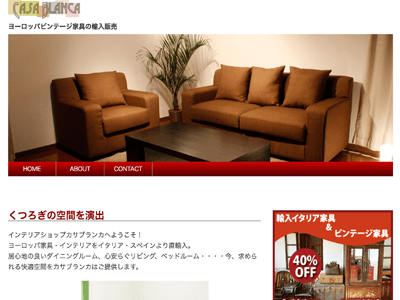 CASA BLANCA
ヨーロッパビンテージ家具の輸入販売
HOME
ABOUT
CONTACT
くつろぎの空間を演出
インテリアショップカサブランカへようこそ！
ヨーロッパ家具・インテリアをイタリア・スペインより直輸入。
居心地の良いダイニングルーム、心安らぐリビング、ベッドルーム・・・・今、求めら
れる快適空間をカサブランカはご提供します。
輸入イタリア家具
&
ビンテージ家具
40%
OFF